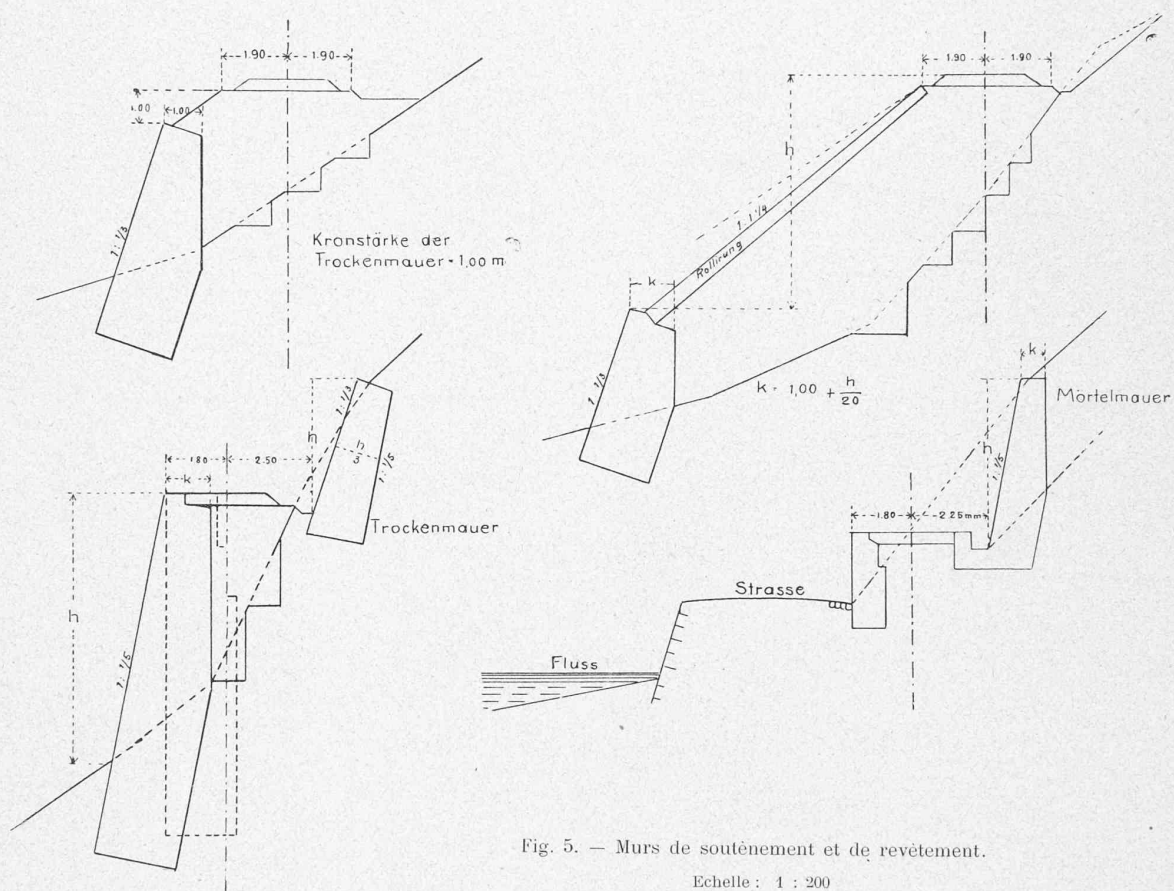 1.90 1.90
1.00
1.00
1:1/3
Kronstärke der
Trockenmauer = 1,00 m
1.90 1.90
h
1:1 1/4
Rollirung
k
1:1/3
k = 1,00 + h/20
h
1:1/3
h/3
1:1/5
1.80 2.50
k
h
1:1/5
Trockenmauer
k
Mörtelmauer
h
1:1/5
1.80 2.25mm
Strasse
Fluss
Fig. 5. — Murs de soutènement et de revêtement.
Echelle : 1 : 200